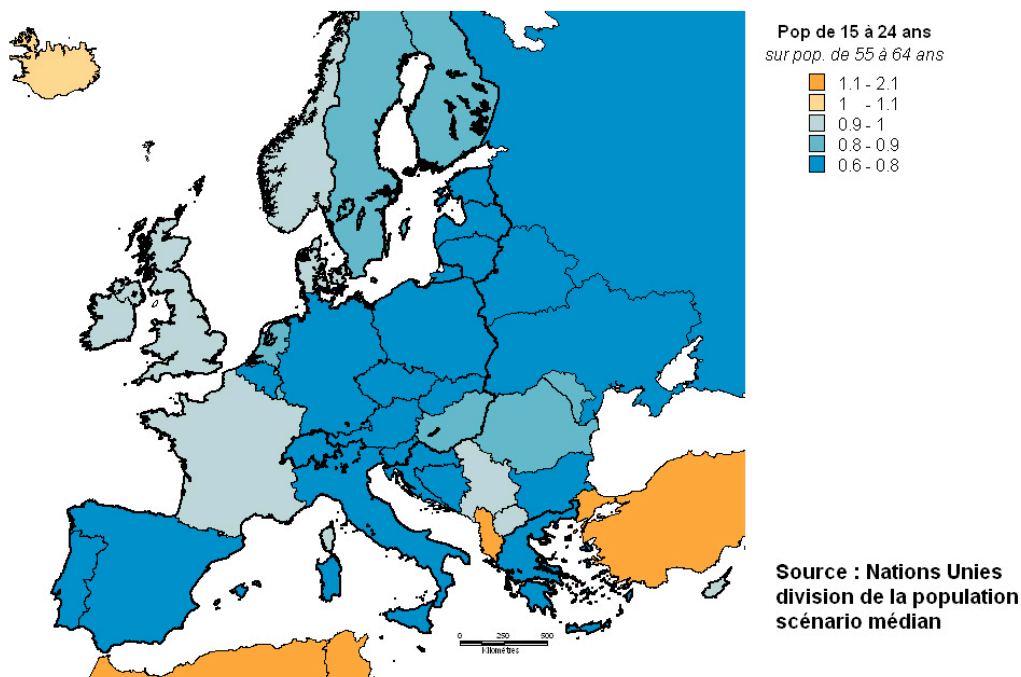 Pop de 15 à 24 ans
sur pop. de 55 à 64 ans
1.1 - 2.1
1 - 1.1
0.9 - 1
0.8 - 0.9
0.6 - 0.8
Source : Nations Unies
division de la population
scénario médian
0 250 500
Kilomètres